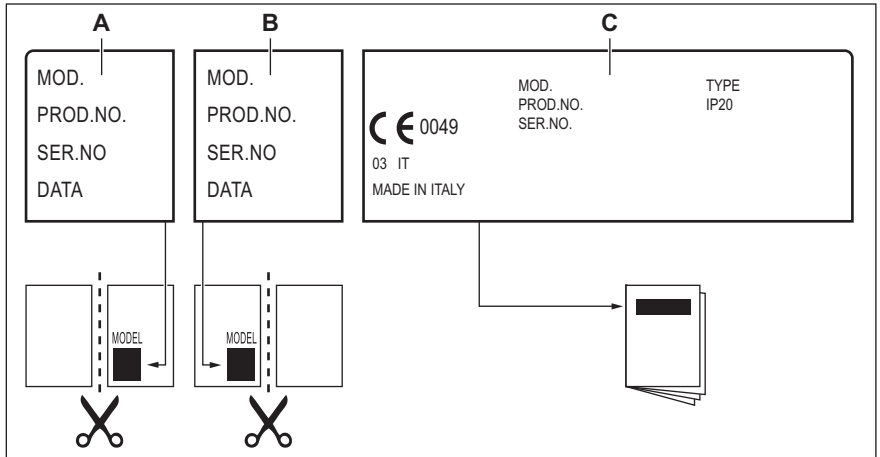 A
B
C
MOD.
PROD.NO.
SER.NO
DATA
MOD.
PROD.NO.
SER.NO
DATA
MOD.
PROD.NO.
SER.NO.
TYPE
IP20
CE 0049
03 IT
MADE IN ITALY
MODEL
MODEL